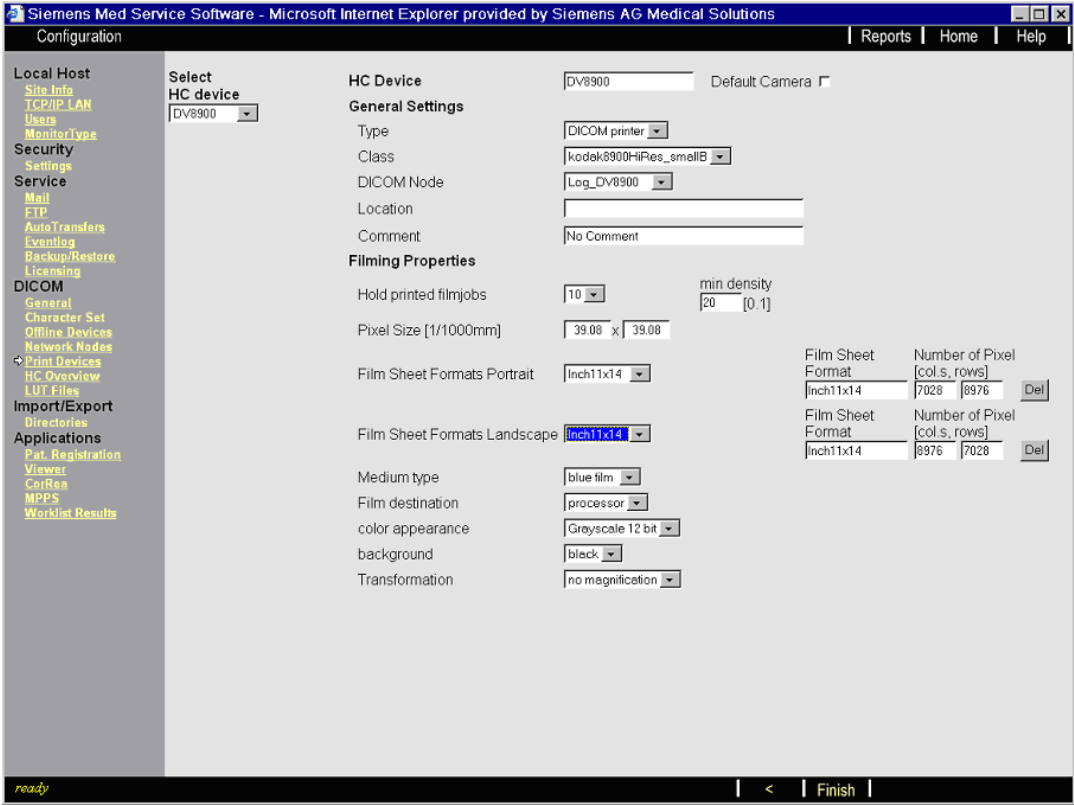 Siemens Med Service Software - Microsoft Internet Explorer provided by Siemens AG Medical Solutions
Configuration
Reports Home Help
Local Host
Site Info
TCP/IP LAN
Users
MonitorType
Security
Settings
Service
Mail
FTP
AutoTransfers
Eventlog
Backup/Restore
Licensing
DICOM
General
Character Set
Offline Devices
Network Nodes
Print Devices
HC Overview
LUT Files
Import/Export
Directories
Applications
Pat. Registration
Viewer
CorRea
MPPS
Worklist Results
Select
HC device
DV8900
HC Device DV8900 Default Camera
General Settings
Type DICOM printer
Class kodak8900HiRes_smallB
DICOM Node Log_DV8900
Location
Comment No Comment
Filming Properties
min density
Hold printed filmjobs 10 20 [0.1]
Pixel Size [1/1000mm] 39.08 x 39.08
Film Sheet Number of Pixel
Format [col.s, rows]
Film Sheet Formats Portrait Inch11x14 Inch11x14 7028 8976 Del
Film Sheet Number of Pixel
Format [col.s, rows]
Film Sheet Formats Landscape Inch11x14 Inch11x14 8976 7028 Del
Medium type blue film
Film destination processor
color appearance Grayscale 12 bit
background black
Transformation no magnification
ready < Finish